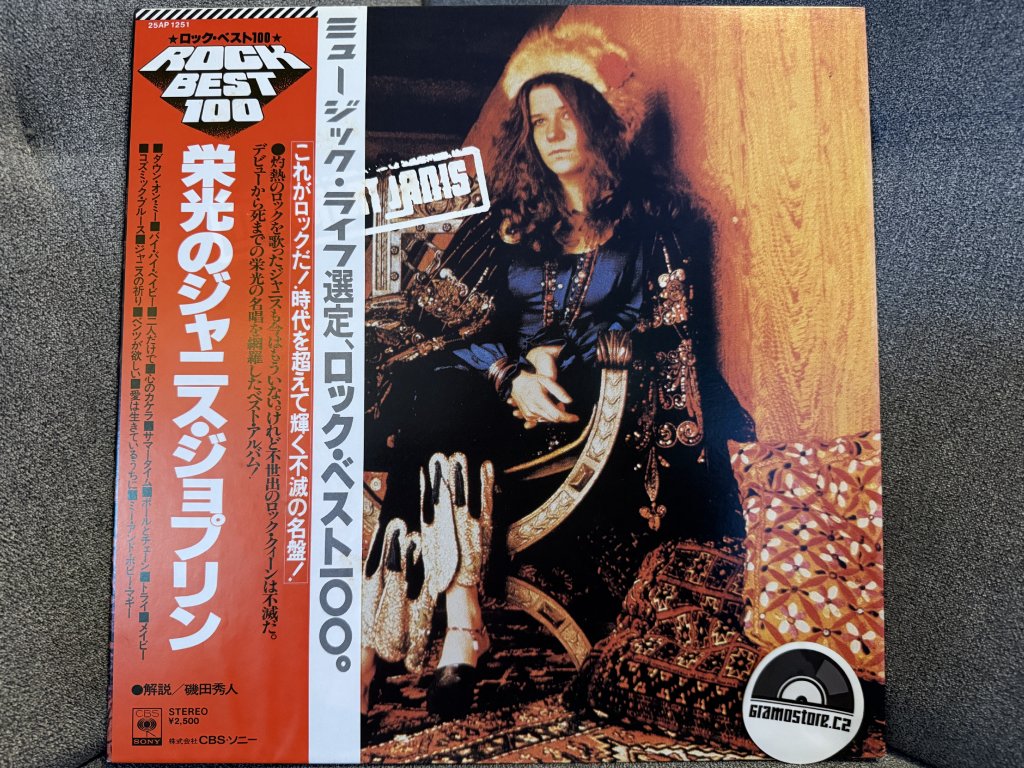 25AP 1251
★ロック・ベスト100★
ROCK
BEST
100
ミュージック・ライフ選定、ロック・ベスト100。
これがロックだ!時代を超えて輝く不滅の名盤!
●灼熱のロックを歌ったジャニスも今はもういない。けれど不世出のロック・クィーンは不滅だ。
デビューから死までの栄光の名唱を網羅したベスト・アルバム!
栄光のジャニス・ジョプリン
■ダウン・オン・ミー■バイ・バイ・ベイビー■二人だけで■心のカケラ■サマータイム■ボールとチェーン■トライ■メイビー
■コズミック・ブルース■ジャニスの祈り■ベンツが欲しい■愛は生きているうちに■ミー・アンド・ボビー・マギー
●解説/磯田秀人
CBS
SONY
STEREO
¥2,500
株式会社 CBS・ソニー
JANIS
Gramostore.cz